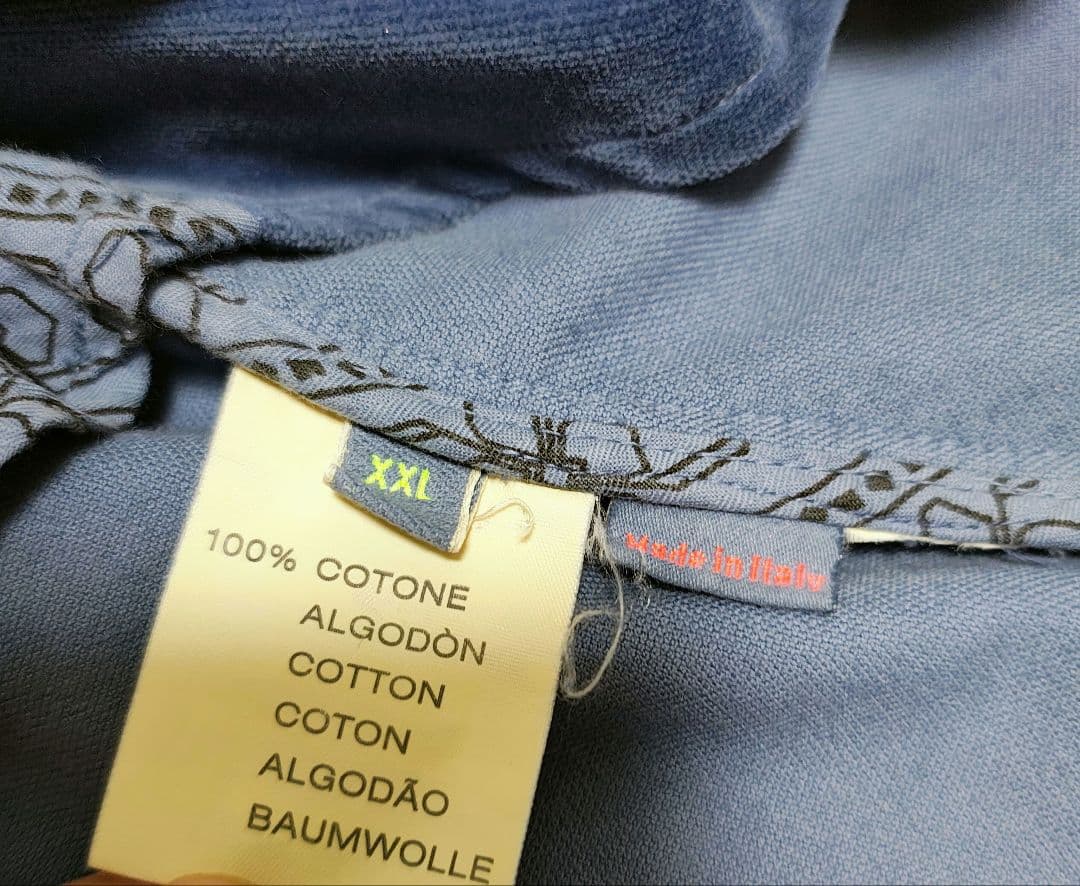 XXL
Made in Italy
100% COTONE
ALGODÒN
COTTON
COTON
ALGODÃO
BAUMWOLLE